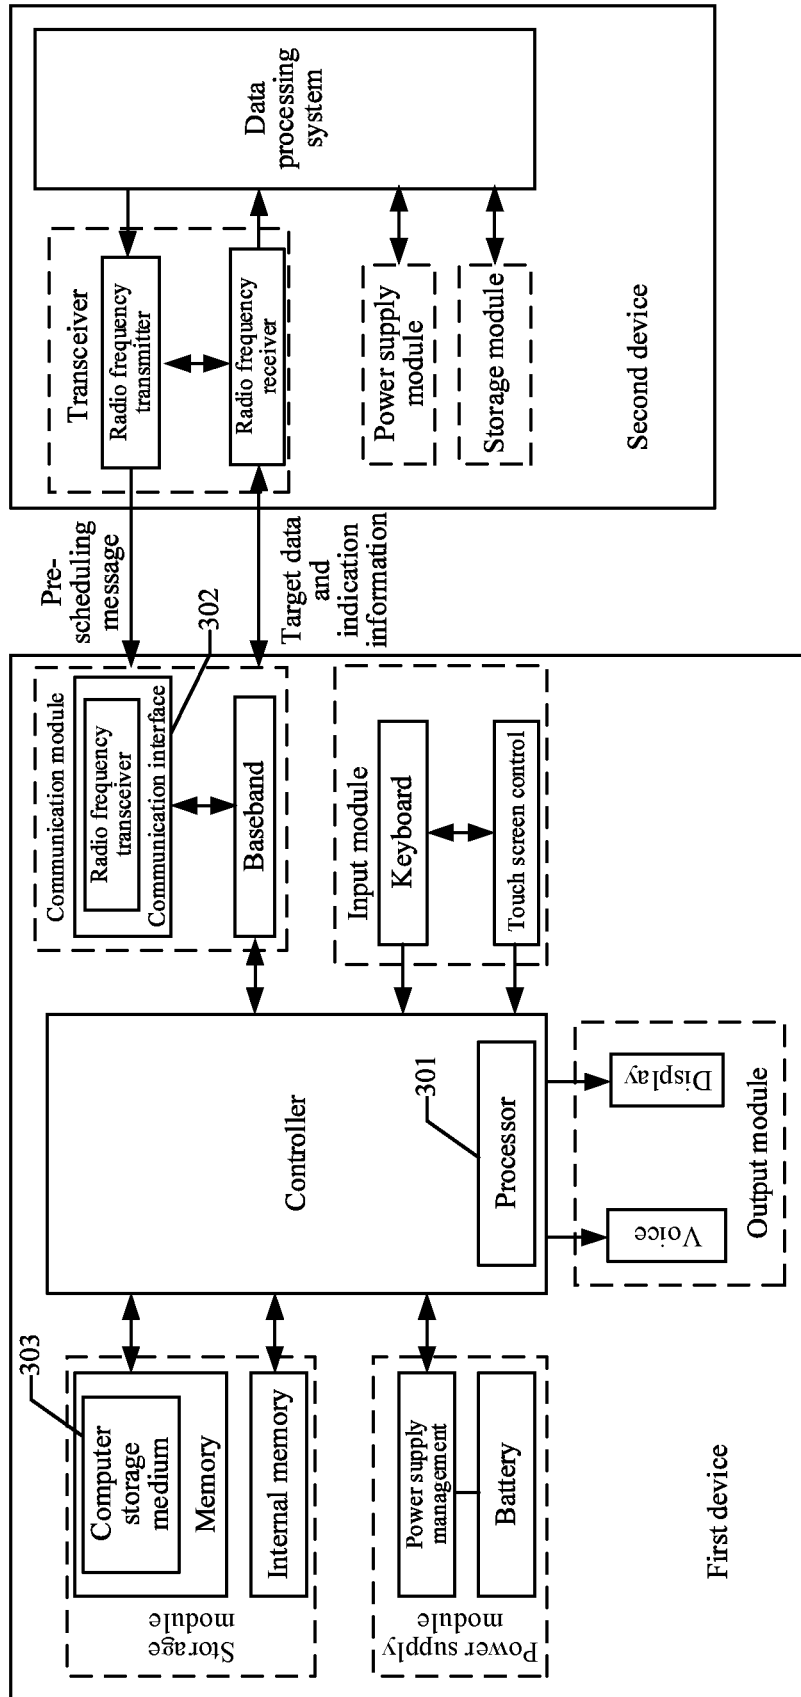 303
Computer
storage
medium
Memory
Internal memory
Storage
module
Power supply
management
Battery
Power supply
module
First device
Controller
301
Processor
Voice
Display
Output module
Communication module
Radio frequency
transceiver
Communication interface
302
Baseband
Input module
Keyboard
Touch screen control
Pre-
scheduling
message
Target data
and
indication
information
Transceiver
Radio frequency
transmitter
Radio frequency
receiver
Power supply
module
Storage module
Data
processing
system
Second device